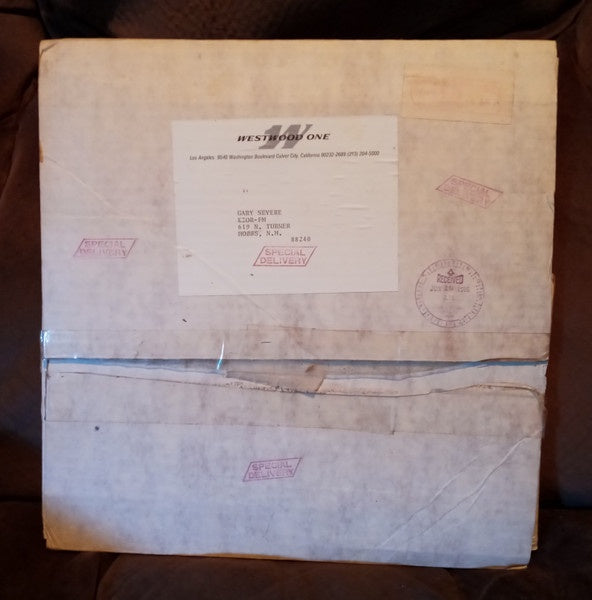 WESTWOOD ONE
Los Angeles 9540 Washington Boulevard Culver City, California 90232-2689 (213) 204-5000
SPECIAL
DELIVERY
GARY SEVERE
KZOR-FM
619 N. TURNER
HOBBS, N.M.
88240
SPECIAL
DELIVERY
SPECIAL
DELIVERY
RECEIVED
SPECIAL
DELIVERY